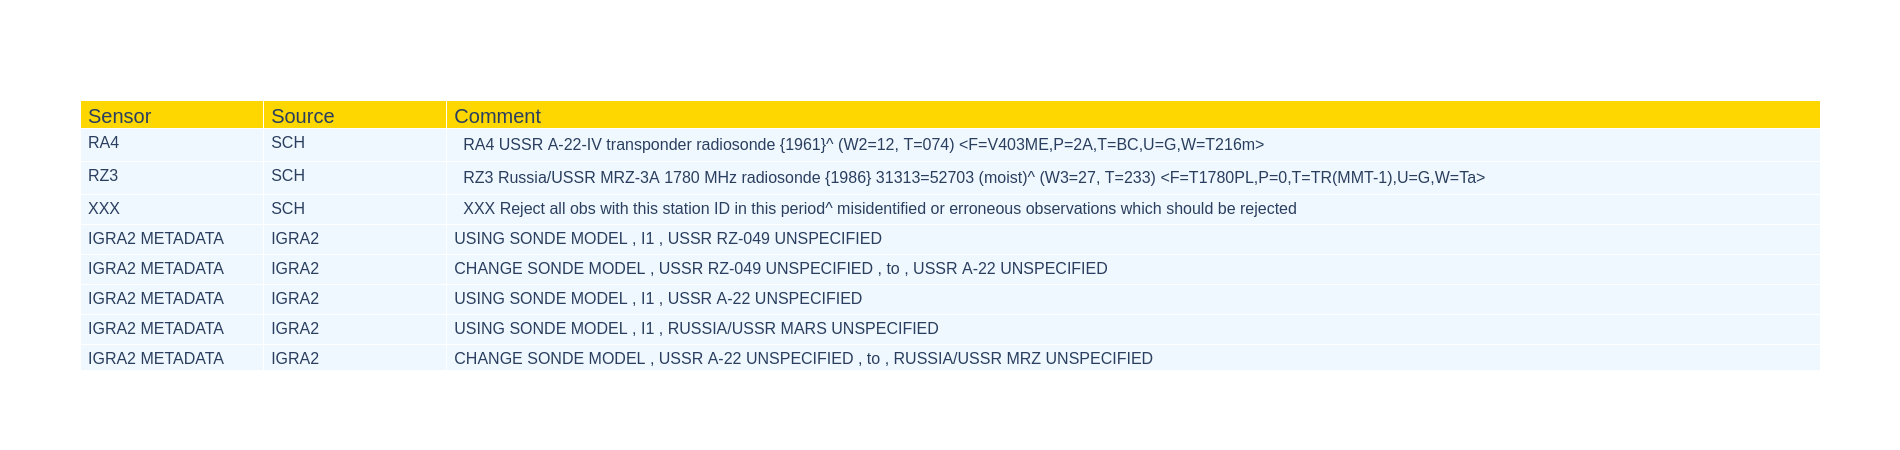 Sensor Source Comment
RA4 SCH RA4 USSR A-22-IV transponder radiosonde {1961}^ (W2=12, T=074) <F=V403ME,P=2A,T=BC,U=G,W=T216m>
RZ3 SCH RZ3 Russia/USSR MRZ-3A 1780 MHz radiosonde {1986} 31313=52703 (moist)^ (W3=27, T=233) <F=T1780PL,P=0,T=TR(MMT-1),U=G,W=Ta>
XXX SCH XXX Reject all obs with this station ID in this period^ misidentified or erroneous observations which should be rejected
IGRA2 METADATA IGRA2 USING SONDE MODEL , I1 , USSR RZ-049 UNSPECIFIED
IGRA2 METADATA IGRA2 CHANGE SONDE MODEL , USSR RZ-049 UNSPECIFIED , to , USSR A-22 UNSPECIFIED
IGRA2 METADATA IGRA2 USING SONDE MODEL , I1 , USSR A-22 UNSPECIFIED
IGRA2 METADATA IGRA2 USING SONDE MODEL , I1 , RUSSIA/USSR MARS UNSPECIFIED
IGRA2 METADATA IGRA2 CHANGE SONDE MODEL , USSR A-22 UNSPECIFIED , to , RUSSIA/USSR MRZ UNSPECIFIED